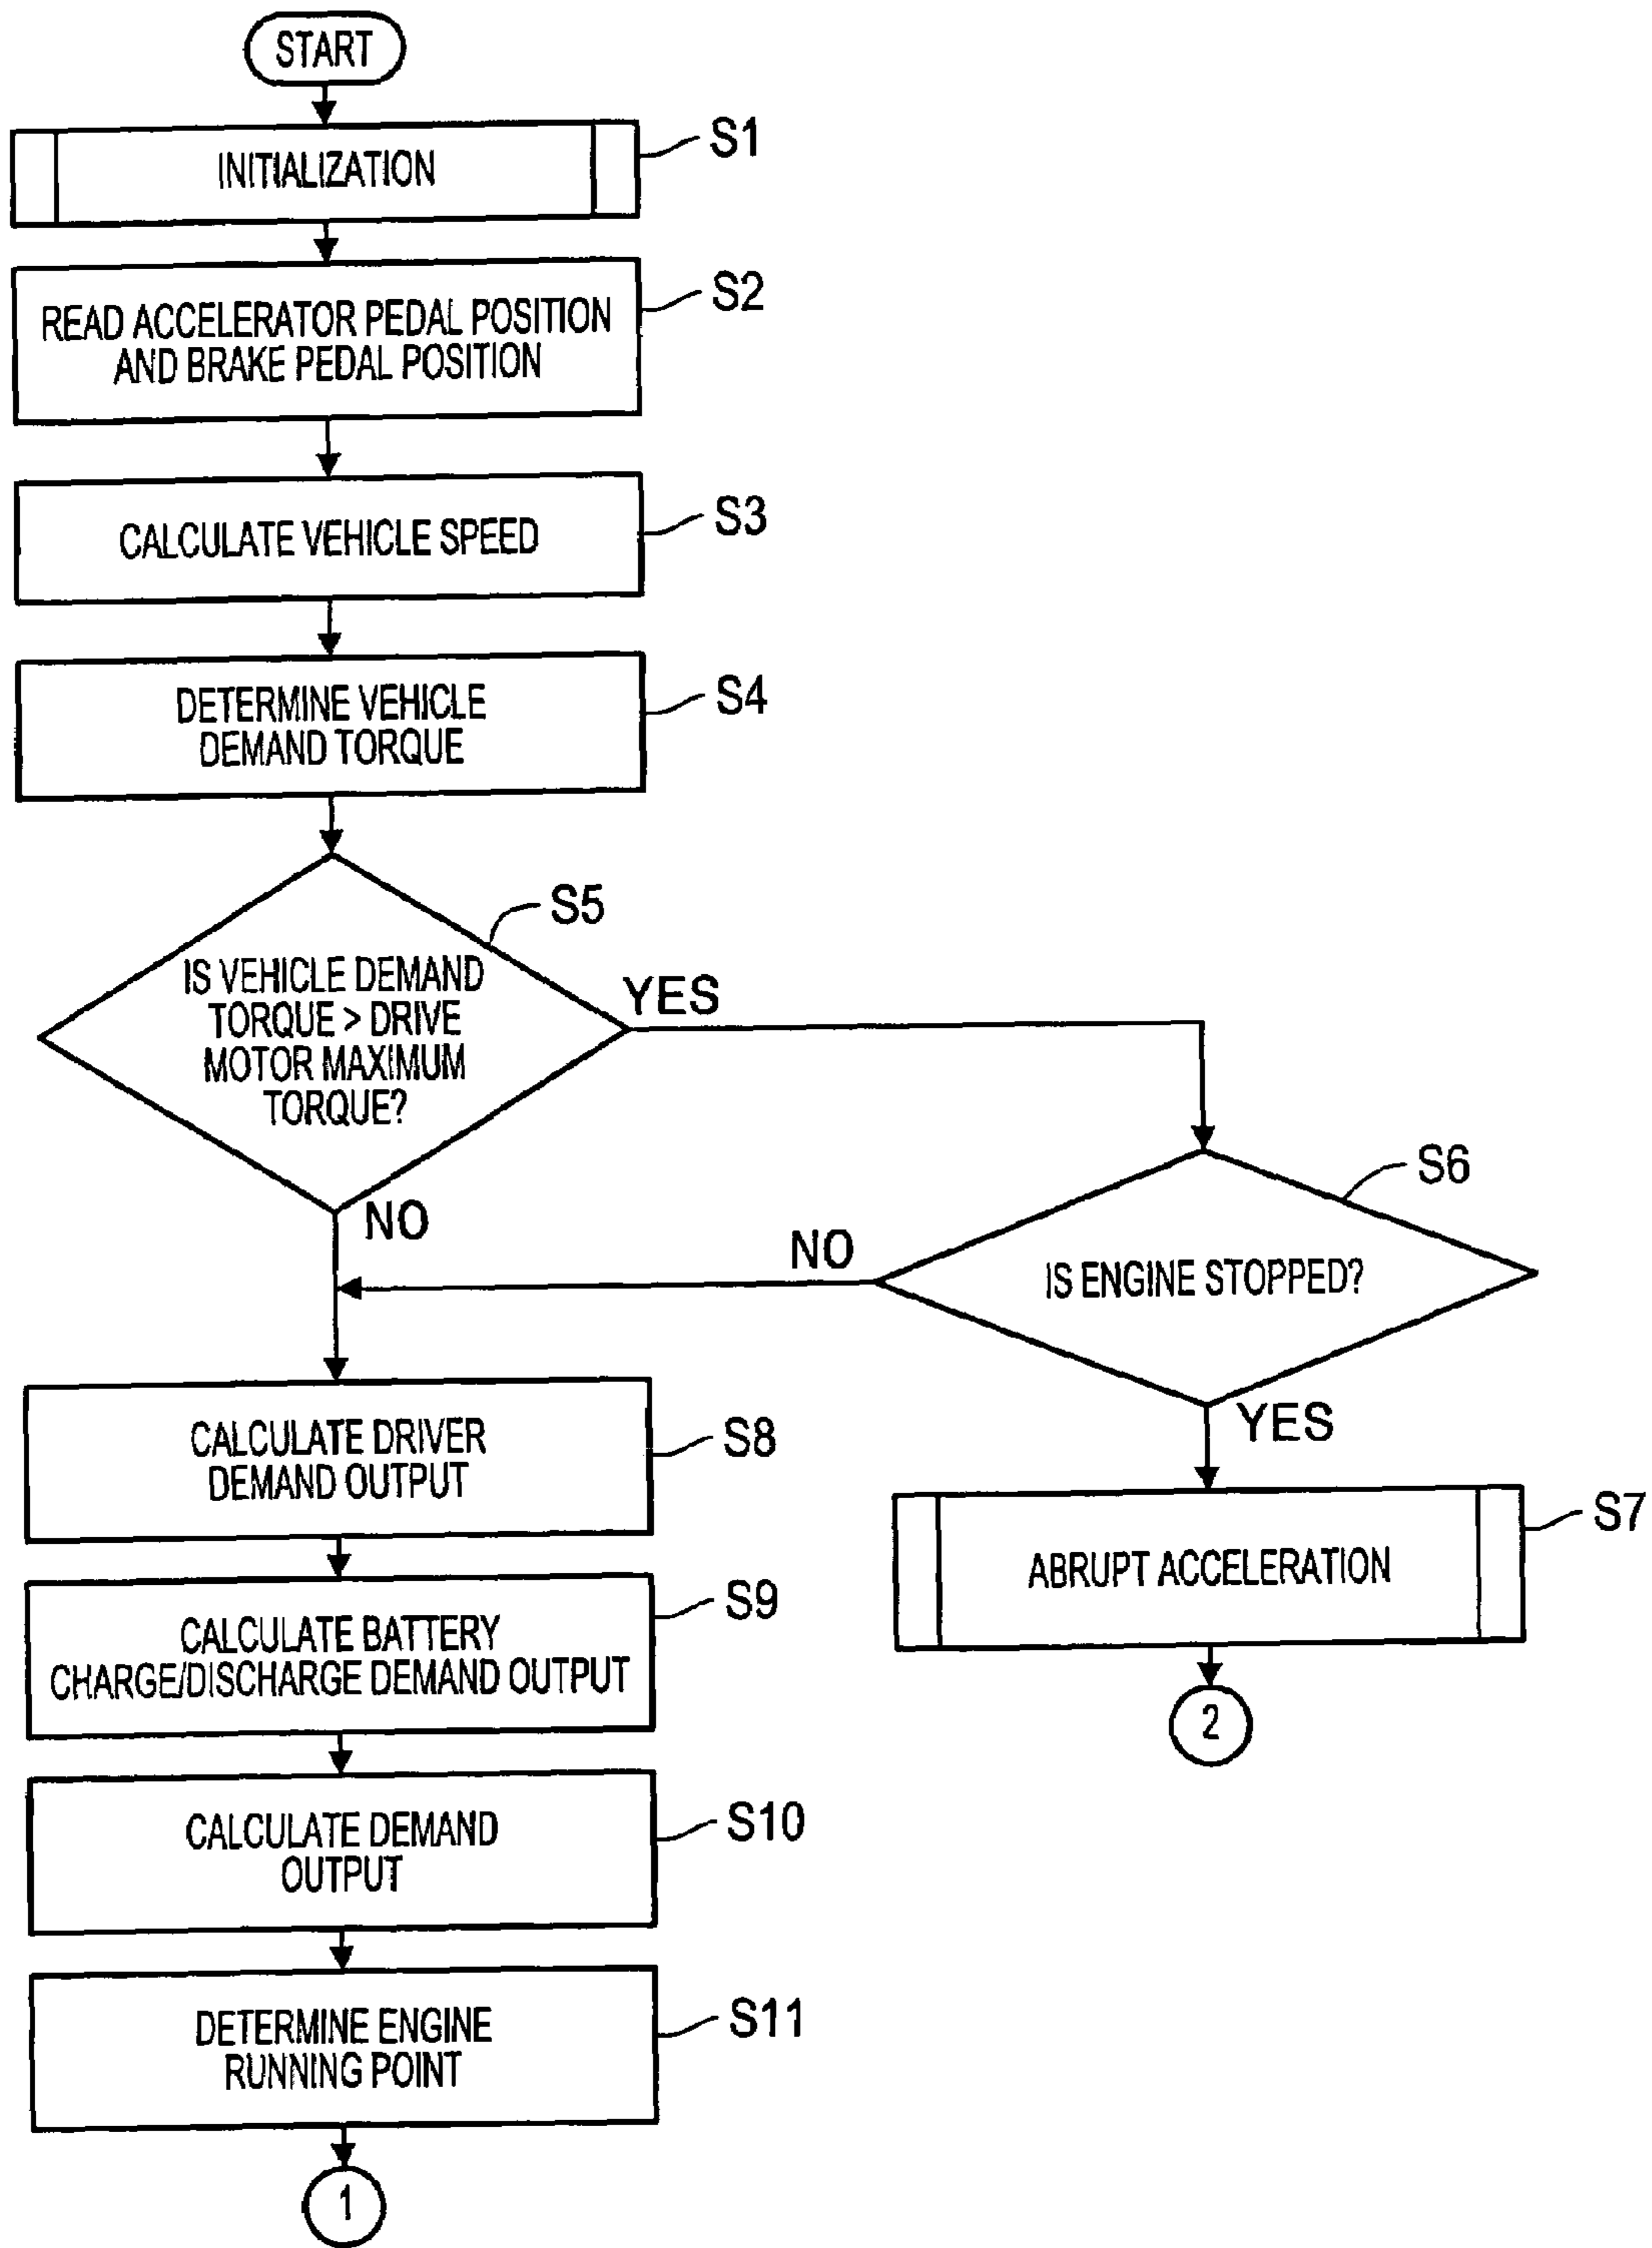 START
INITIALIZATION
S1
READ ACCELERATOR PEDAL POSITION
AND BRAKE PEDAL POSITION
S2
CALCULATE VEHICLE SPEED
S3
DETERMINE VEHICLE
DEMAND TORQUE
S4
IS VEHICLE DEMAND
TORQUE > DRIVE
MOTOR MAXIMUM
TORQUE?
S5
YES
NO
IS ENGINE STOPPED?
S6
NO
YES
ABRUPT ACCELERATION
S7
2
CALCULATE DRIVER
DEMAND OUTPUT
S8
CALCULATE BATTERY
CHARGE/DISCHARGE DEMAND OUTPUT
S9
CALCULATE DEMAND
OUTPUT
S10
DETERMINE ENGINE
RUNNING POINT
S11
1